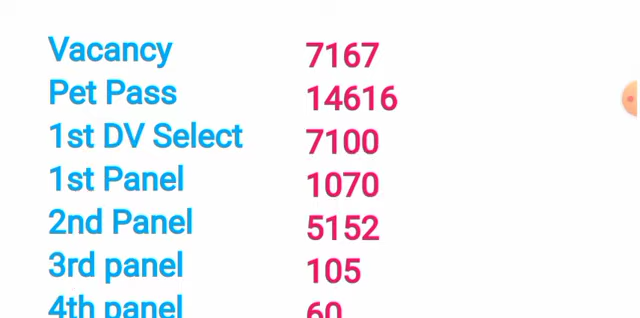 Vacancy 7167
Pet Pass 14616
1st DV Select 7100
1st Panel 1070
2nd Panel 5152
3rd panel 105
4th panel 60